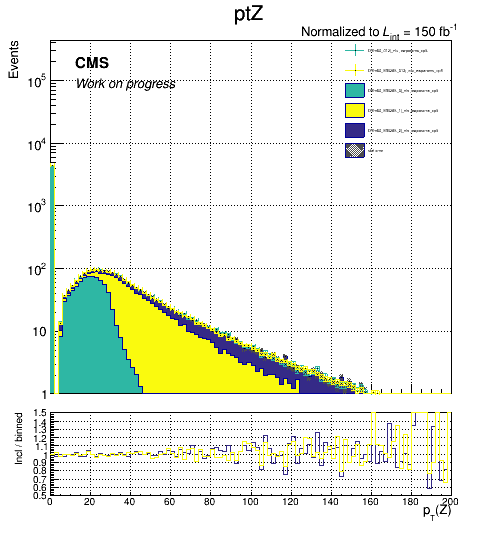 ptZ
Normalized to Lint = 150 fb-1
Events
CMS
Work on progress
10^5
10^4
10^3
10^2
10
1
Incl / binned
1.5
1.4
1.3
1.2
1.1
1
0.9
0.8
0.7
0.6
0.5
0 20 40 60 80 100 120 140 160 180 200
pT(Z)